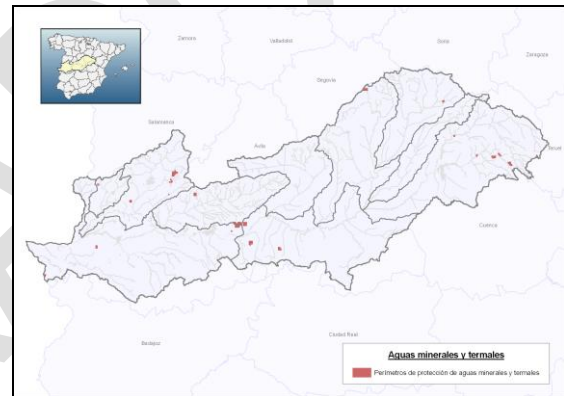 Zamora
Valladolid
Soria
Zaragoza
Segovia
Salamanca
Ávila
Teruel
Cuenca
Badajoz
Ciudad Real
Aguas minerales y termales
Perímetros de protección de aguas minerales y termales